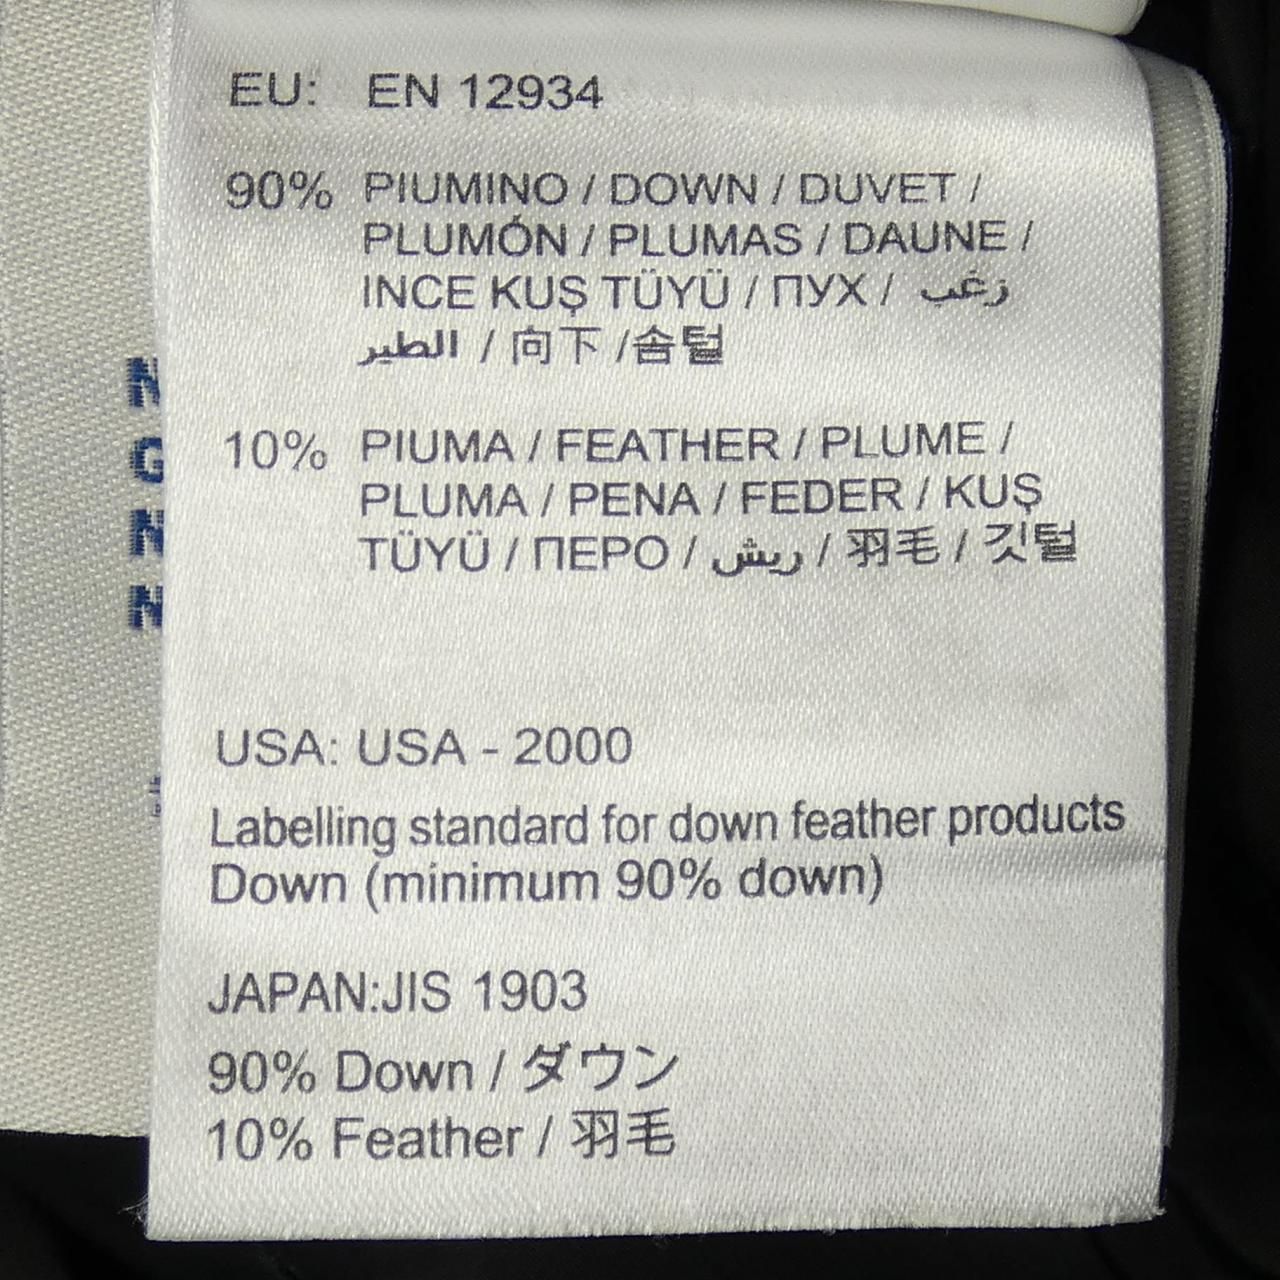 EU: EN 12934
90% PIUMINO / DOWN / DUVET /
PLUMÓN / PLUMAS / DAUNE /
INCE KUŞ TÜYÜ / ПУХ / زغب
الطير / 向下 /솜털
10% PIUMA / FEATHER / PLUME /
PLUMA / PENA / FEDER / KUŞ
TÜYÜ / ПЕРО / ريش / 羽毛 / 깃털
USA: USA - 2000
Labelling standard for down feather products
Down (minimum 90% down)
JAPAN:JIS 1903
90% Down / ダウン
10% Feather / 羽毛
N
G
N
N